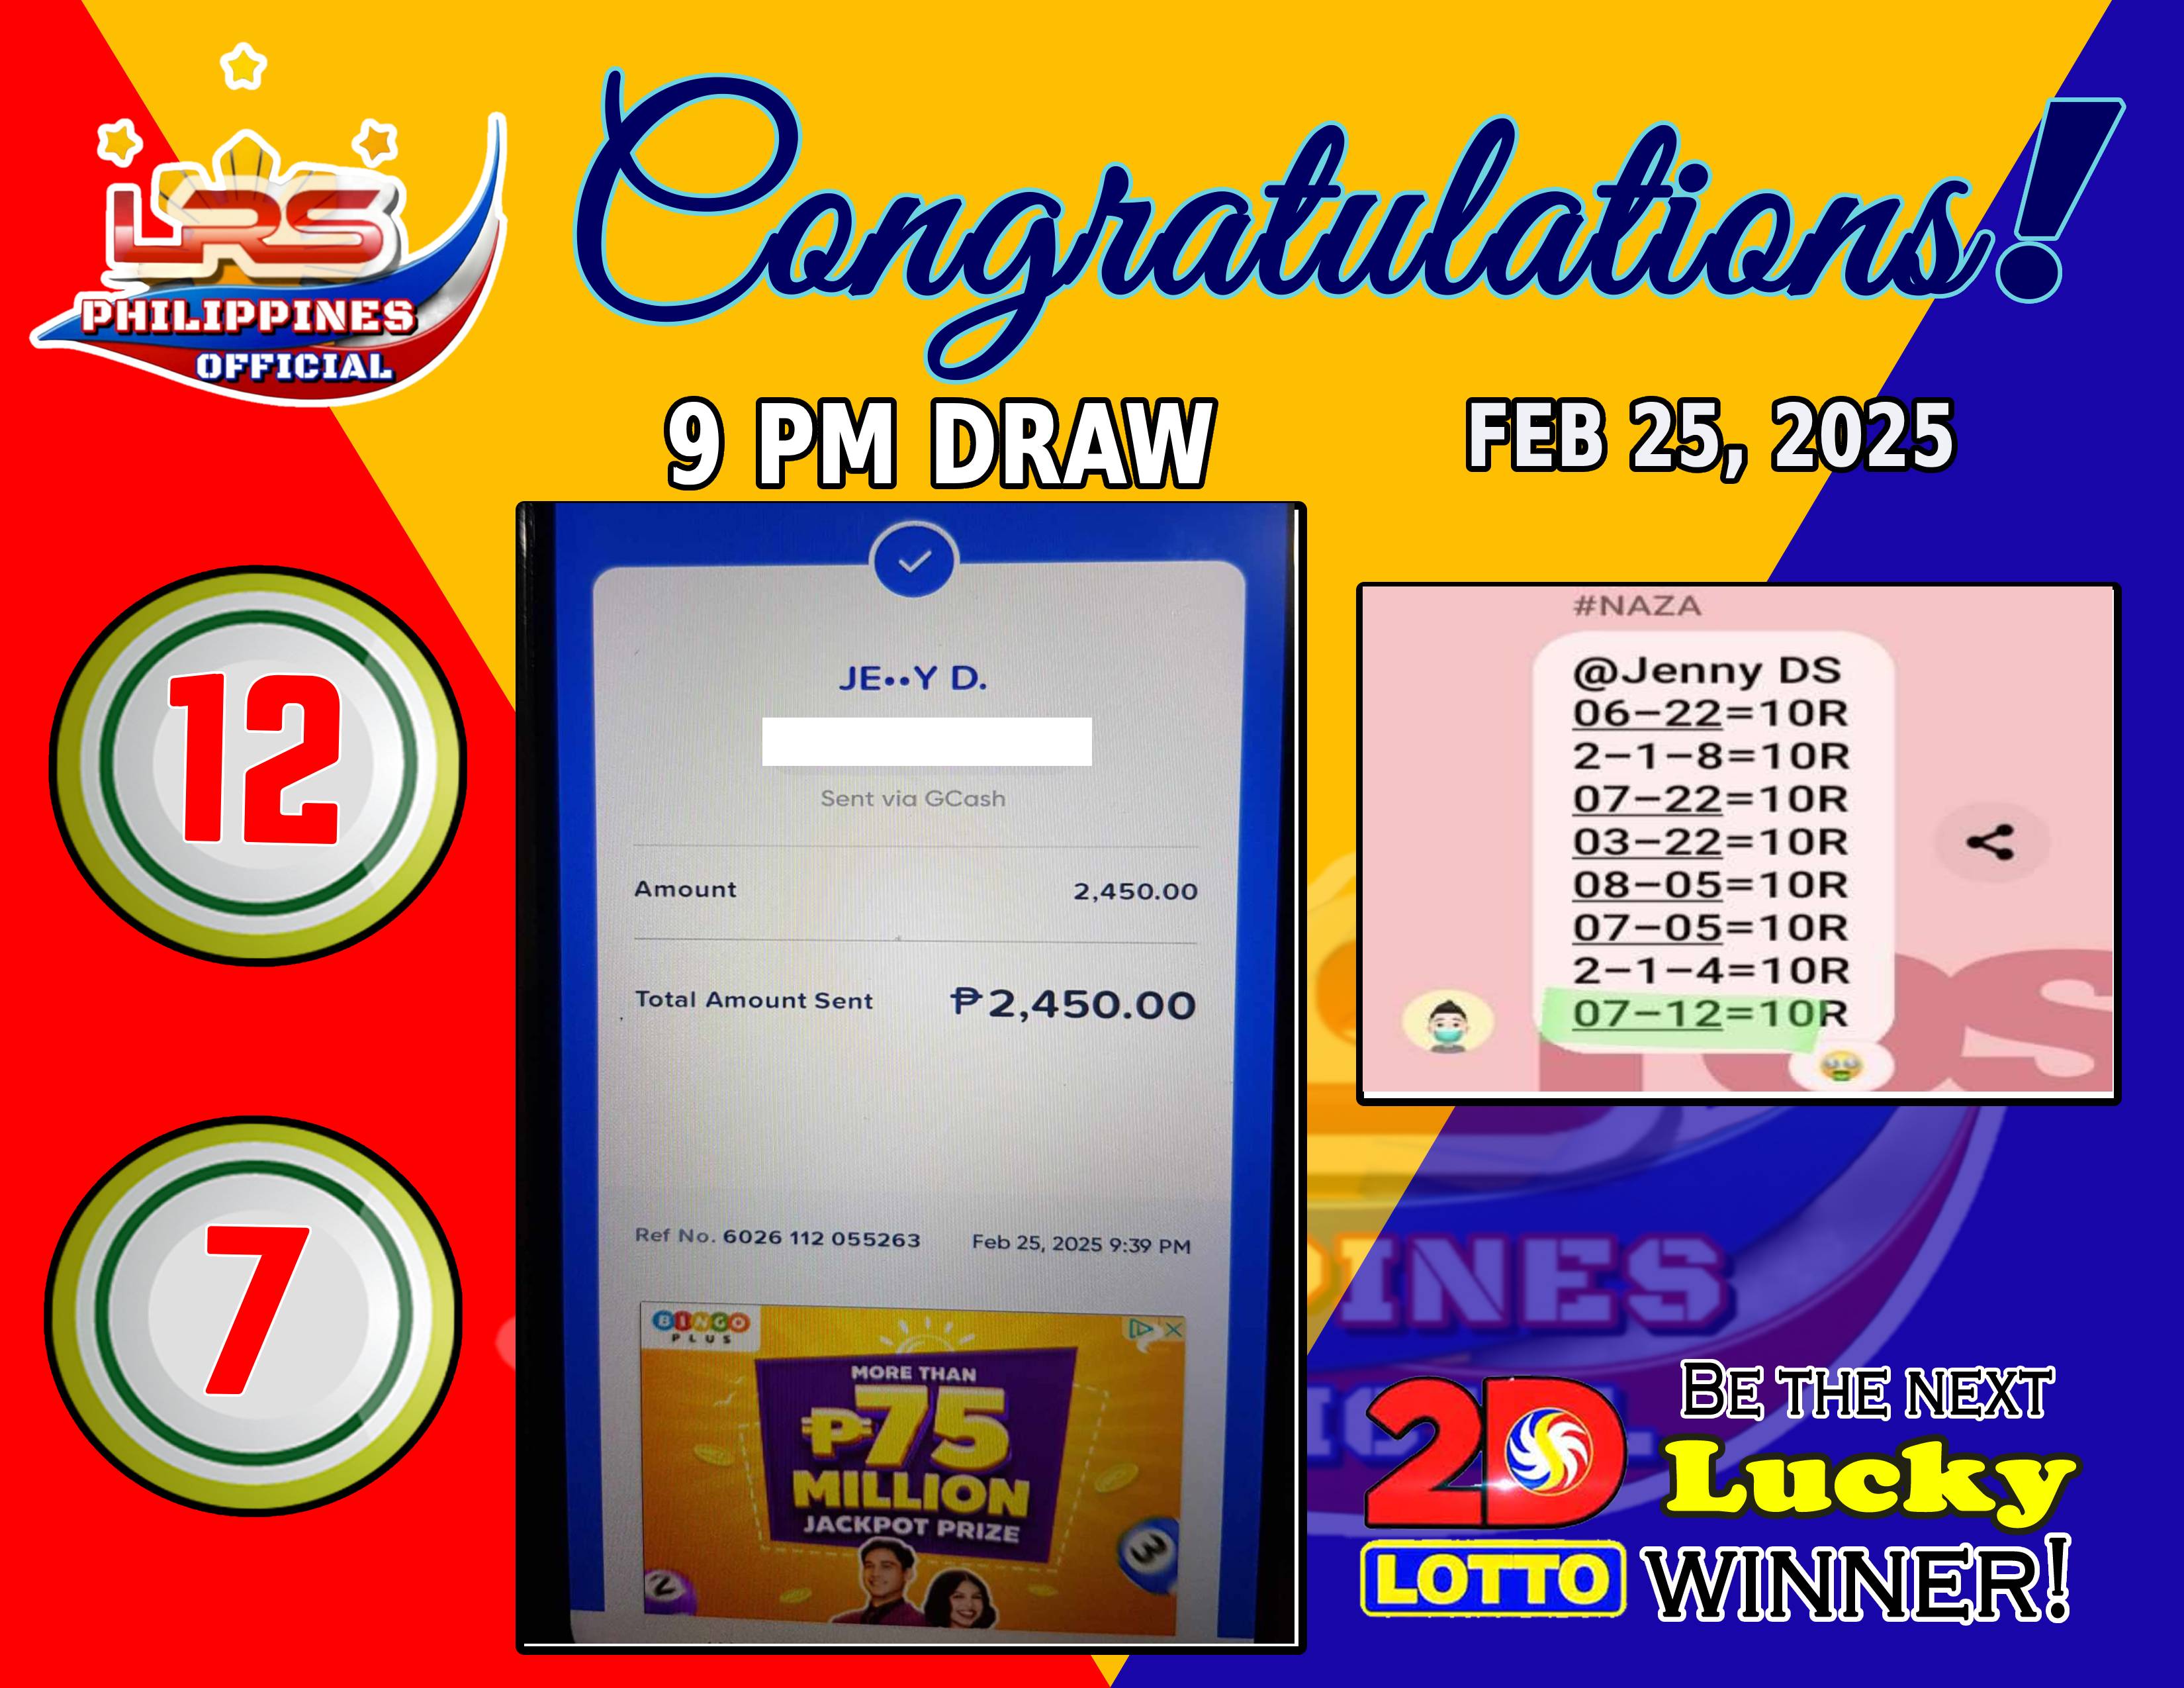 LRS
PHILIPPINES
OFFICIAL
Congratulations!
9 PM DRAW
FEB 25, 2025
12
7
JE••Y D.
Sent via GCash
Amount 2,450.00
Total Amount Sent ₱2,450.00
Ref No. 6026 112 055263 Feb 25, 2025 9:39 PM
BINGO
PLUS
MORE THAN
₱75
MILLION
JACKPOT PRIZE
2
3
#NAZA
@Jenny DS
06-22=10R
2-1-8=10R
07-22=10R
03-22=10R
08-05=10R
07-05=10R
2-1-4=10R
07-12=10R
PINES
2D
LOTTO
BE THE NEXT
Lucky
WINNER!